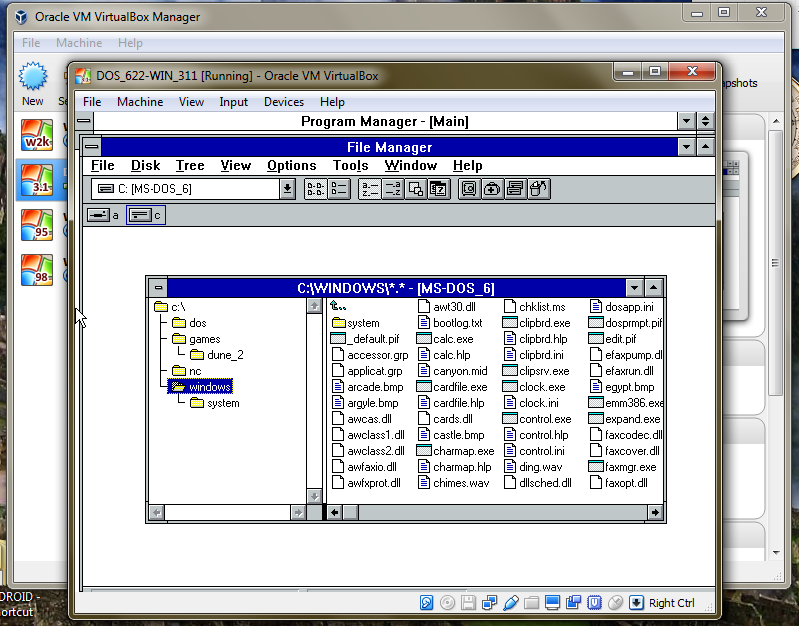 Oracle VM VirtualBox Manager
File Machine Help
New
w2k
3.1
95
98
DOS_622-WIN_311 [Running] - Oracle VM VirtualBox
File Machine View Input Devices Help
Program Manager - [Main]
File Manager
File Disk Tree View Options Tools Window Help
C: [MS-DOS_6]
a c
C:\WINDOWS\*.* - [MS-DOS_6]
c:\
dos
games
dune_2
nc
windows
system
..
system
_default.pif
accessor.grp
applicat.grp
arcade.bmp
argyle.bmp
awcas.dll
awclass1.dll
awclass2.dll
awfaxio.dll
awfxprot.dll
awt30.dll
bootlog.txt
calc.exe
calc.hlp
canyon.mid
cardfile.exe
cardfile.hlp
cards.dll
castle.bmp
charmap.exe
charmap.hlp
chimes.wav
chklist.ms
clipbrd.exe
clipbrd.hlp
clipbrd.ini
clipsrv.exe
clock.exe
clock.ini
control.exe
control.hlp
control.ini
ding.wav
dllsched.dll
dosapp.ini
dosprmpt.pif
edit.pif
efaxpump.dl
efaxrun.dll
egypt.bmp
emm386.exe
expand.exe
faxcodec.dll
faxcover.dll
faxmgr.exe
faxopt.dll
Right Ctrl
apshots
DROID -
ortcut